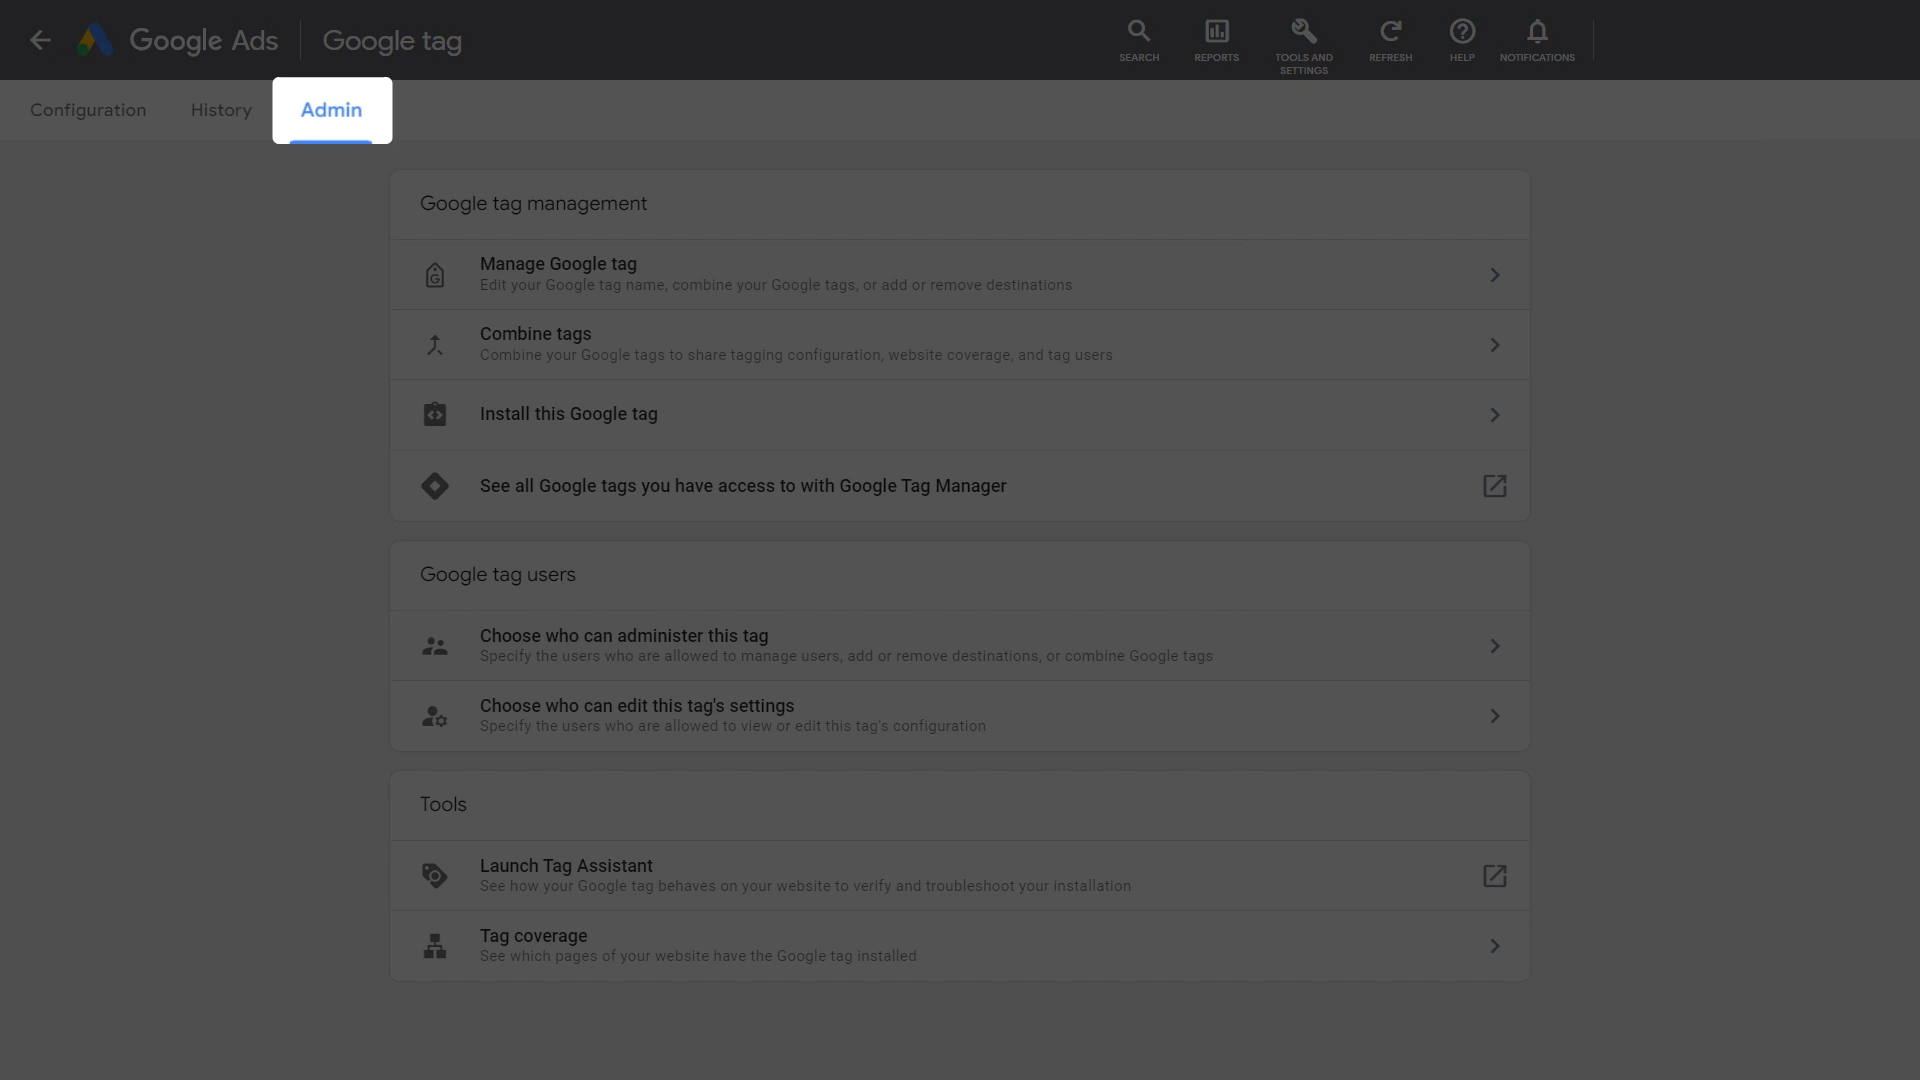 Google Ads
Google tag
SEARCH
REPORTS
TOOLS AND
SETTINGS
REFRESH
HELP
NOTIFICATIONS
Configuration
History
Admin
Google tag management
Manage Google tag
Edit your Google tag name, combine your Google tags, or add or remove destinations
Combine tags
Combine your Google tags to share tagging configuration, website coverage, and tag users
Install this Google tag
See all Google tags you have access to with Google Tag Manager
Google tag users
Choose who can administer this tag
Specify the users who are allowed to manage users, add or remove destinations, or combine Google tags
Choose who can edit this tag's settings
Specify the users who are allowed to view or edit this tag's configuration
Tools
Launch Tag Assistant
See how your Google tag behaves on your website to verify and troubleshoot your installation
Tag coverage
See which pages of your website have the Google tag installed